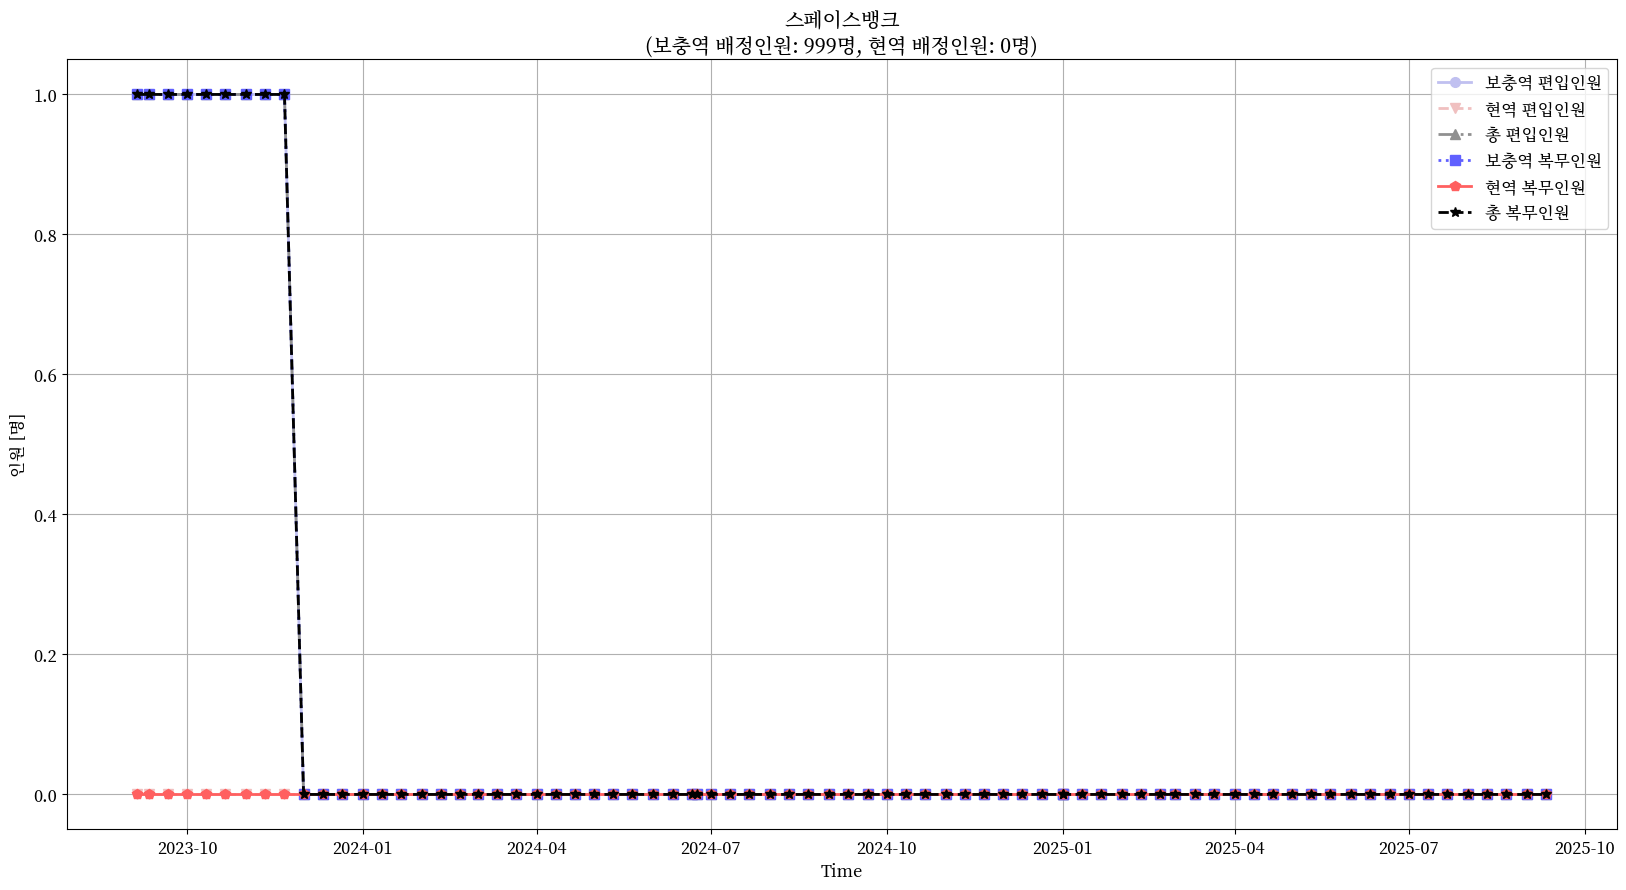 스페이스뱅크
(보충역 배정인원: 999명, 현역 배정인원: 0명)
보충역 편입인원
현역 편입인원
총 편입인원
보충역 복무인원
현역 복무인원
총 복무인원
1.0
0.8
0.6
0.4
0.2
0.0
인원 [명]
2023-10
2024-01
2024-04
2024-07
2024-10
2025-01
2025-04
2025-07
2025-10
Time